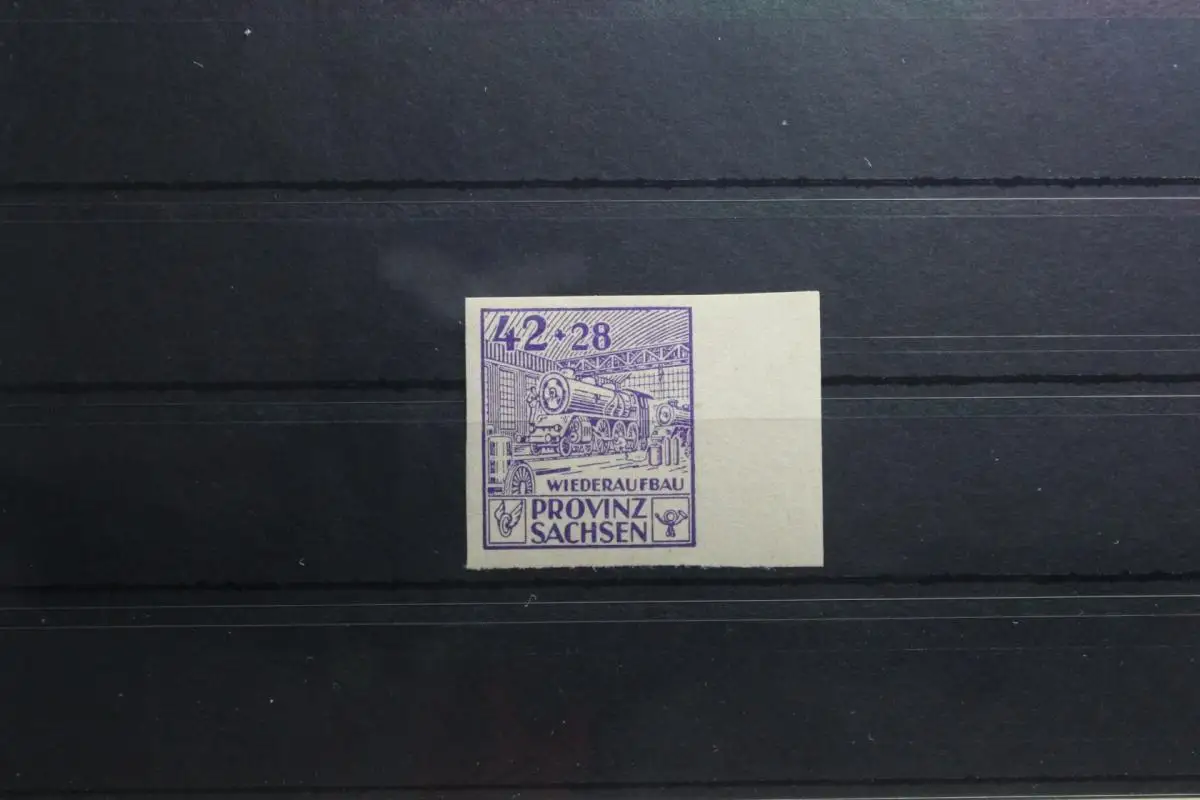 42+28
WIEDERAUFBAU
PROVINZ
SACHSEN